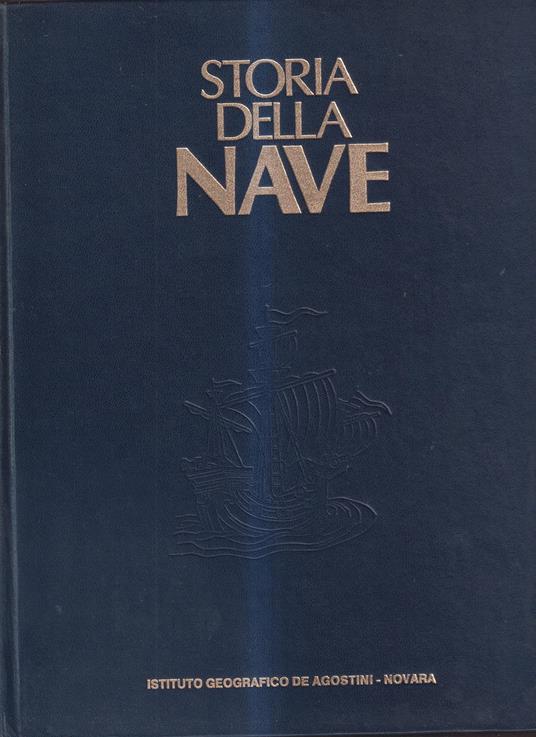 STORIA
DELLA
NAVE
ISTITUTO GEOGRAFICO DE AGOSTINI - NOVARA